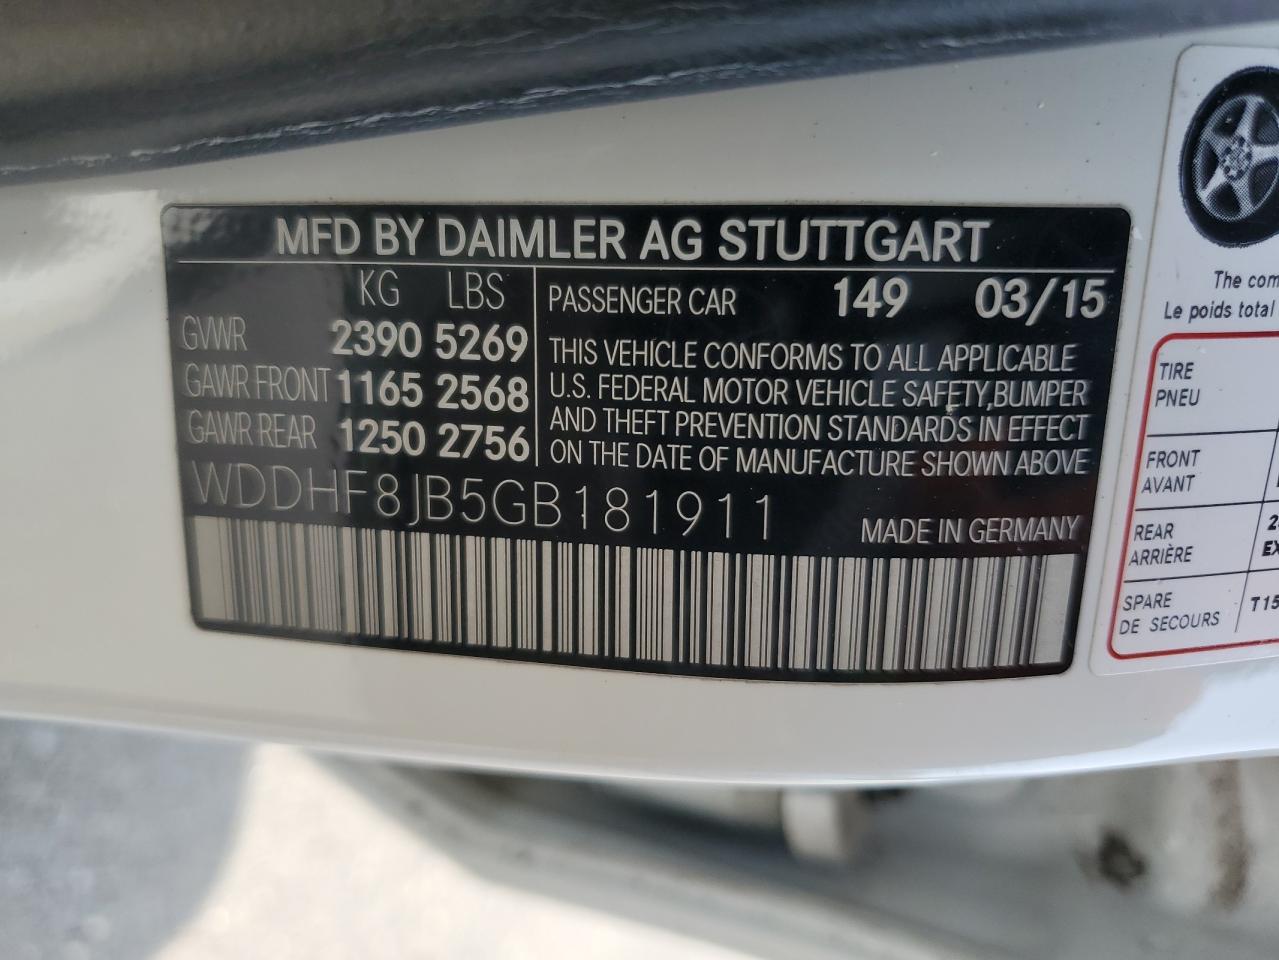 MFD BY DAIMLER AG STUTTGART
KG LBS
GVWR 2390 5269
GAWR FRONT 1165 2568
GAWR REAR 1250 2756
PASSENGER CAR 149 03/15
THIS VEHICLE CONFORMS TO ALL APPLICABLE
U.S. FEDERAL MOTOR VEHICLE SAFETY, BUMPER
AND THEFT PREVENTION STANDARDS IN EFFECT
ON THE DATE OF MANUFACTURE SHOWN ABOVE
WDDHF8JB5GB181911
MADE IN GERMANY
The com
Le poids total
TIRE
PNEU
FRONT
AVANT
REAR
ARRIÈRE
EX
SPARE
DE SECOURS
T15